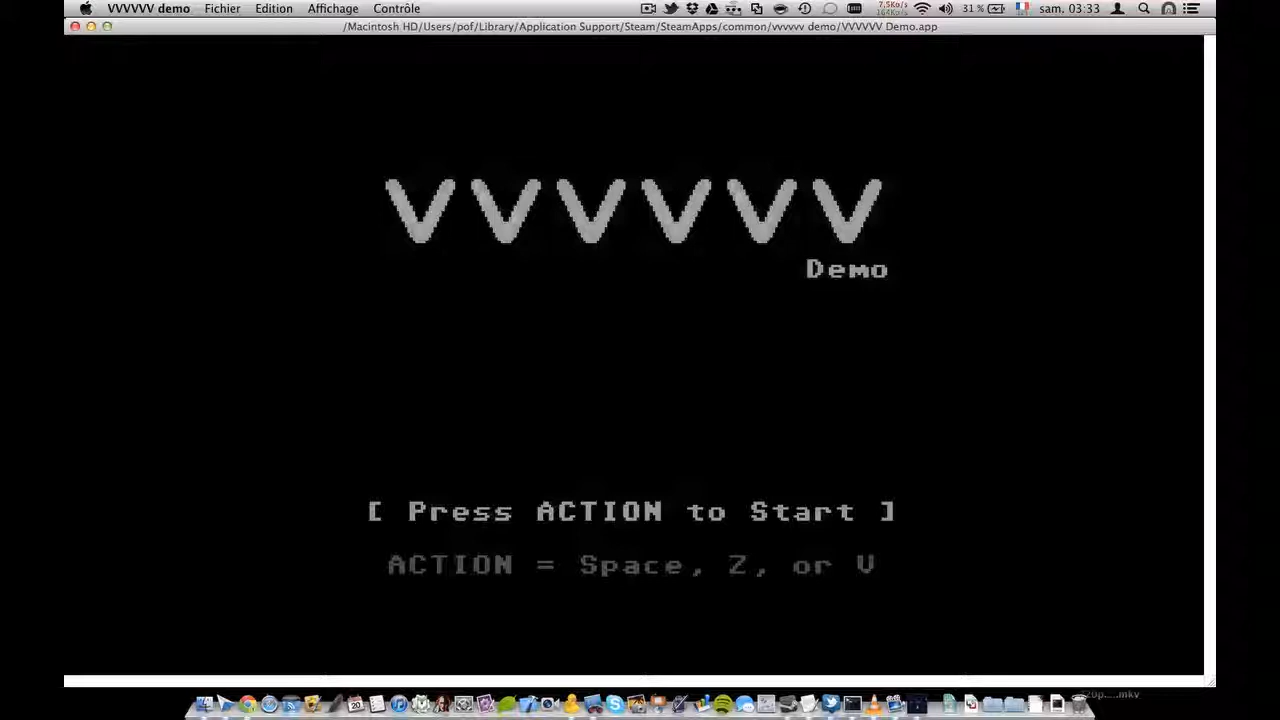 VVVVVV demo Fichier Edition Affichage Contrôle 31 % sam. 03:33
/Macintosh HD/Users/pof/Library/Application Support/Steam/SteamApps/common/vvvvvv demo/VVVVVV Demo.app
VVVVVV
Demo
[ Press ACTION to Start ]
ACTION = Space, Z, or V